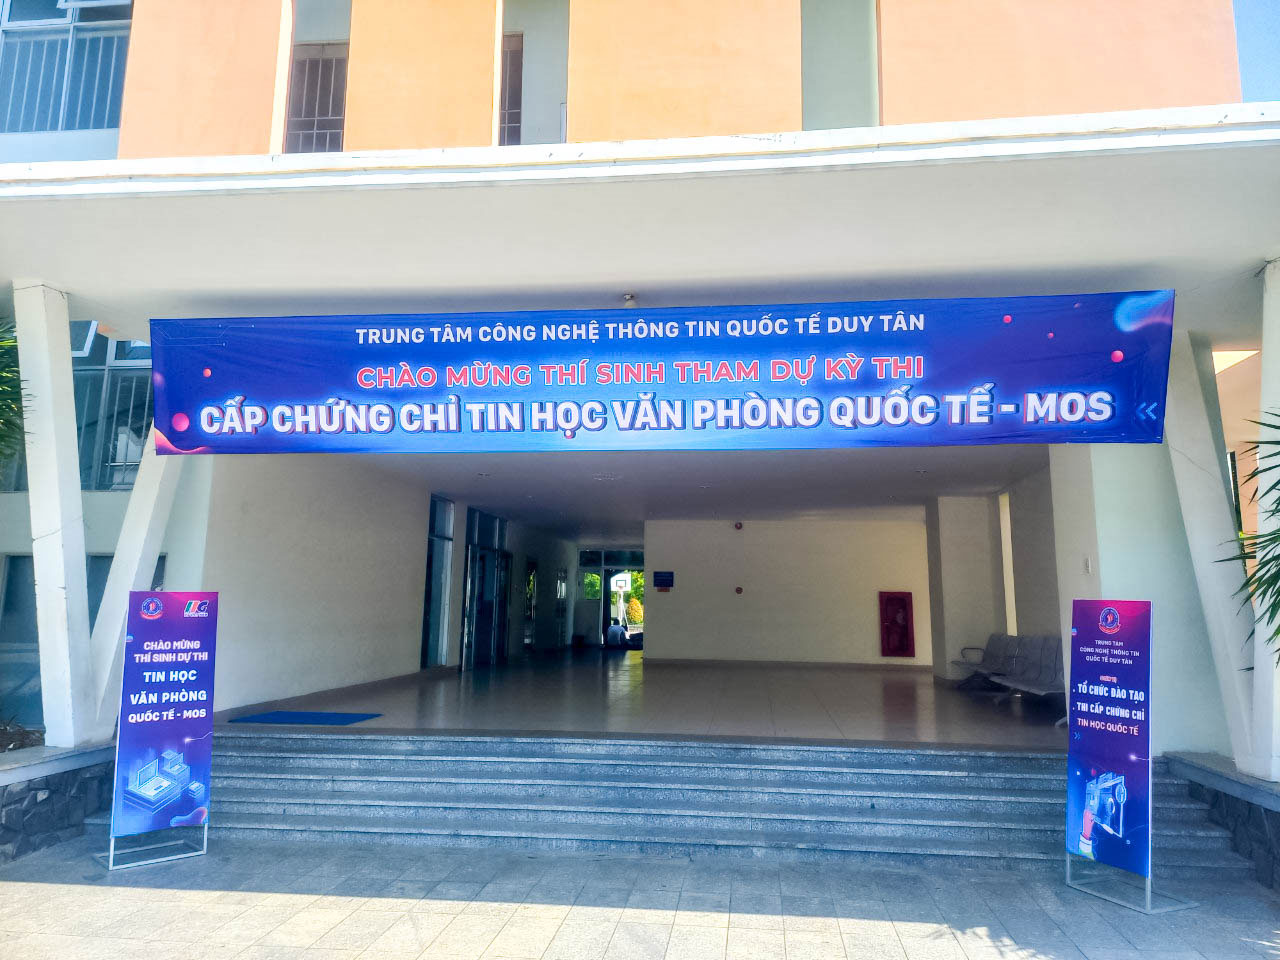 TRUNG TÂM CÔNG NGHỆ THÔNG TIN QUỐC TẾ DUY TÂN
CHÀO MỪNG THÍ SINH THAM DỰ KỲ THI
CẤP CHỨNG CHỈ TIN HỌC VĂN PHÒNG QUỐC TẾ - MOS
IIG
CHÀO MỪNG
THÍ SINH DỰ THI
TIN HỌC
VĂN PHÒNG
QUỐC TẾ - MOS
TRUNG TÂM
CÔNG NGHỆ THÔNG TIN
QUỐC TẾ DUY TÂN
TỔ CHỨC ĐÀO TẠO
THI CẤP CHỨNG CHỈ
TIN HỌC QUỐC TẾ